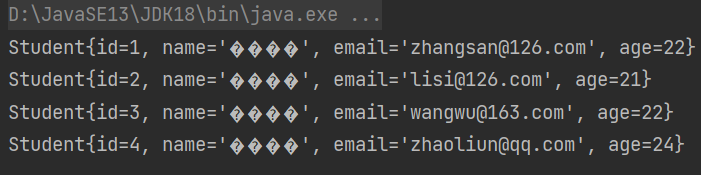 D:\JavaSE13\JDK18\bin\java.exe ...
Student{id=1, name='����', email='zhangsan@126.com', age=22}
Student{id=2, name='����', email='lisi@126.com', age=21}
Student{id=3, name='����', email='wangwu@163.com', age=22}
Student{id=4, name='����', email='zhaoliun@qq.com', age=24}